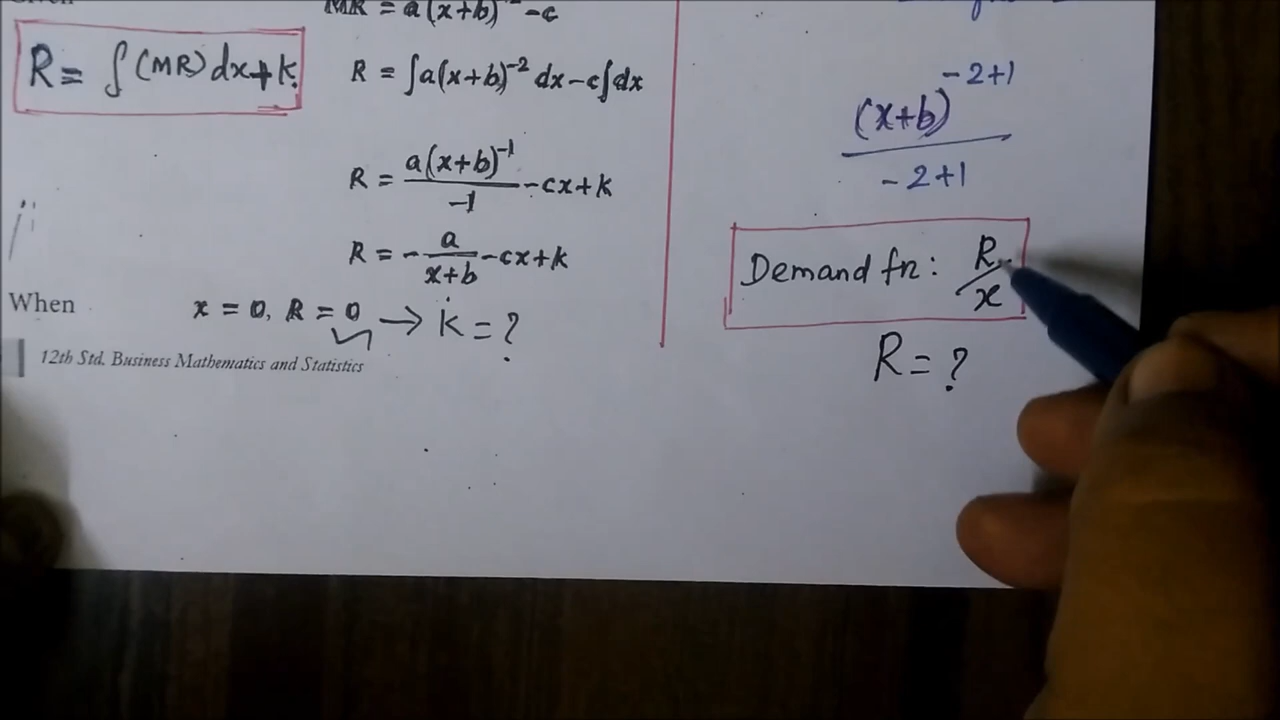 MR = a(x+b)⁻² - c
R = ∫(MR) dx + k
R = ∫a(x+b)⁻² dx - c∫dx
R = a(x+b)⁻¹/-1 - cx + k
R = - a/x+b - cx + k
When x = 0, R = 0 → k = ?
12th Std. Business Mathematics and Statistics
(x+b)⁻²⁺¹
-2+1
Demand fn : R/x
R = ?